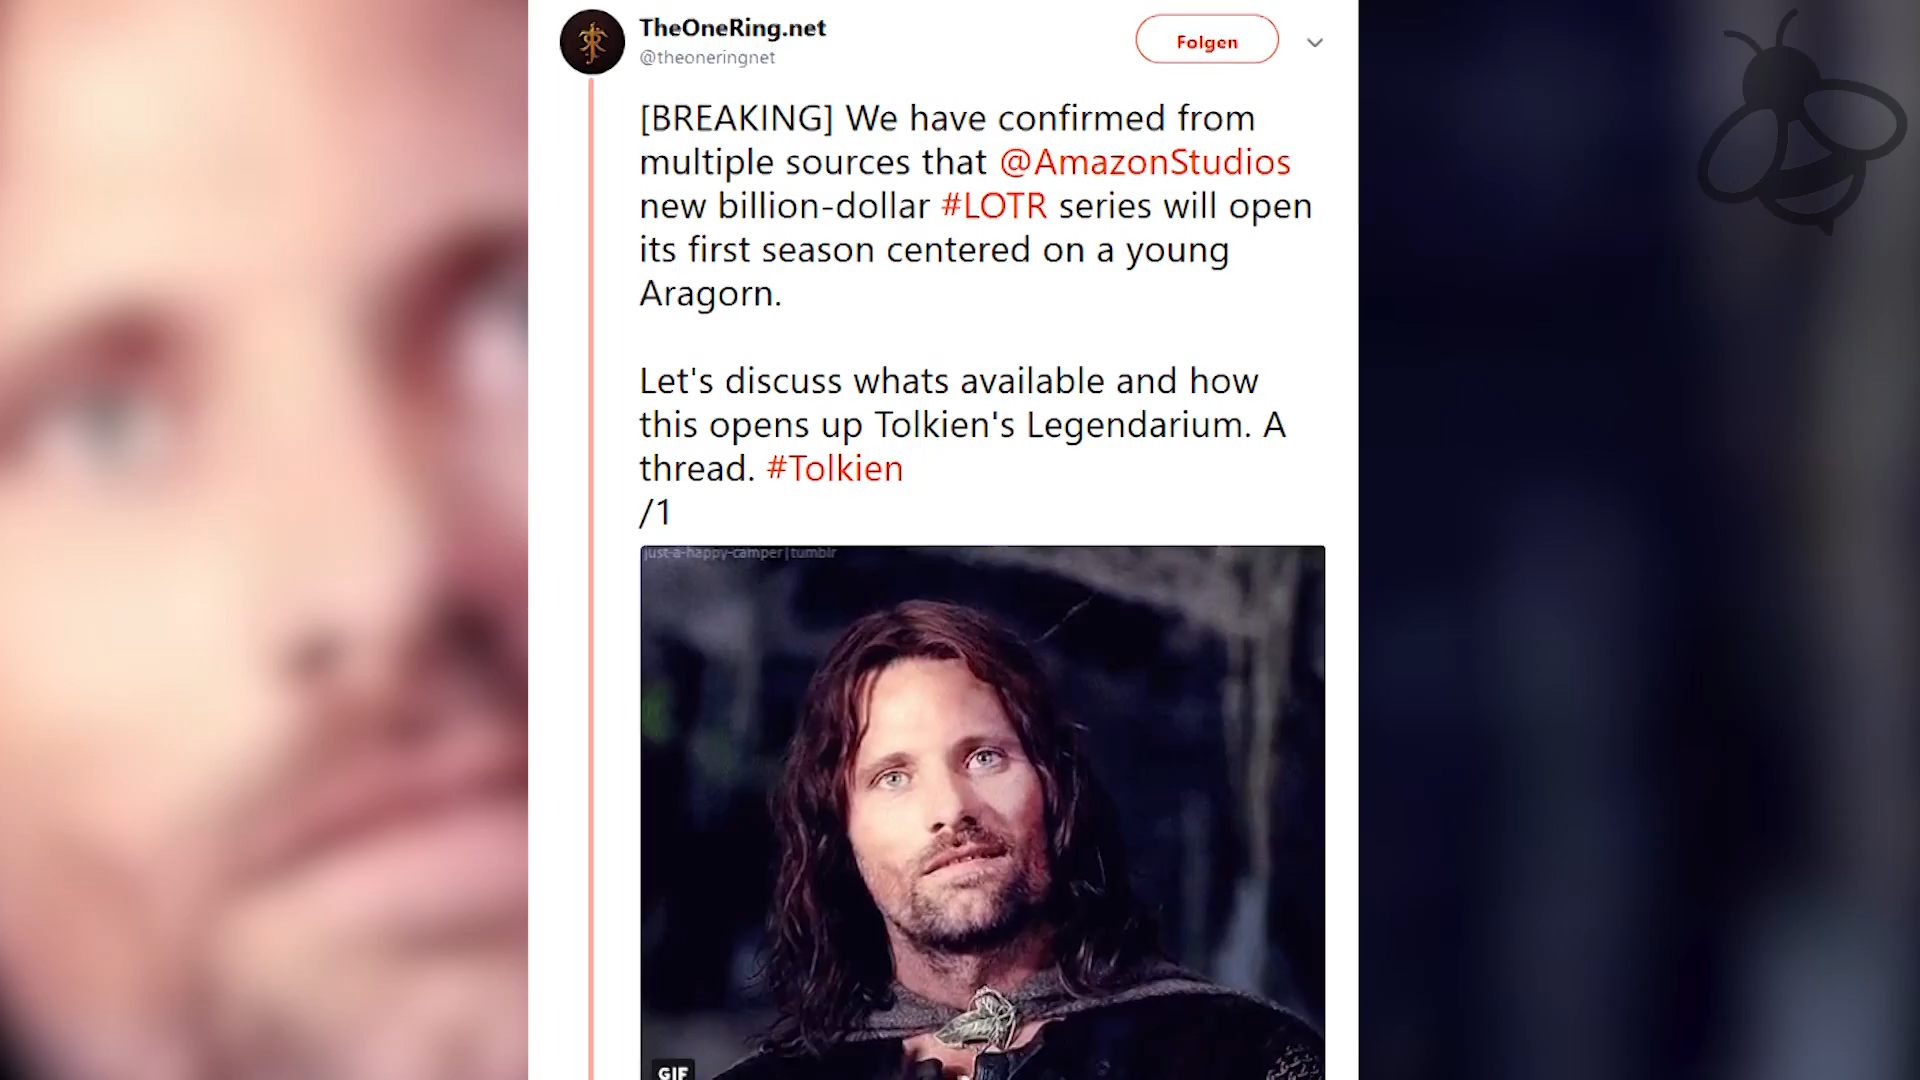 TheOneRing.net
@theoneringnet
Folgen
[BREAKING] We have confirmed from
multiple sources that @AmazonStudios
new billion-dollar #LOTR series will open
its first season centered on a young
Aragorn.
Let's discuss whats available and how
this opens up Tolkien's Legendarium. A
thread. #Tolkien
/1
just-a-happy-camper|tumblr
GIF